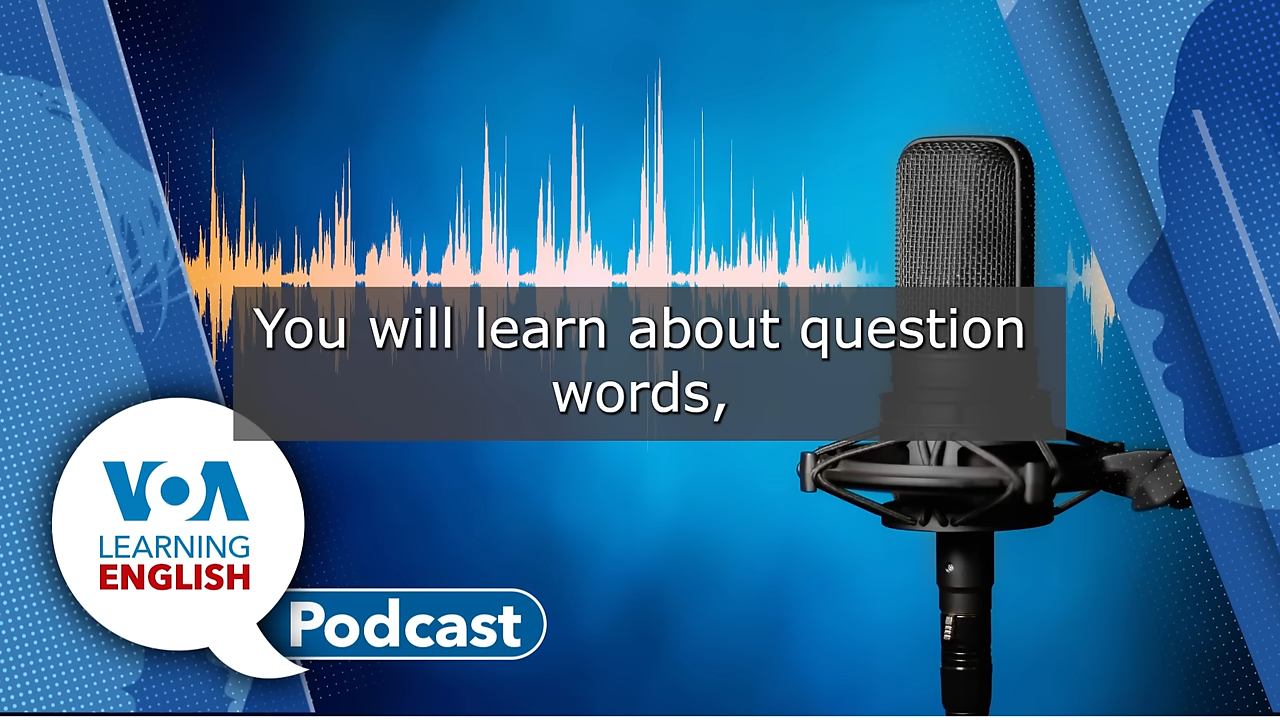 You will learn about question
words,
VOA
LEARNING
ENGLISH
Podcast